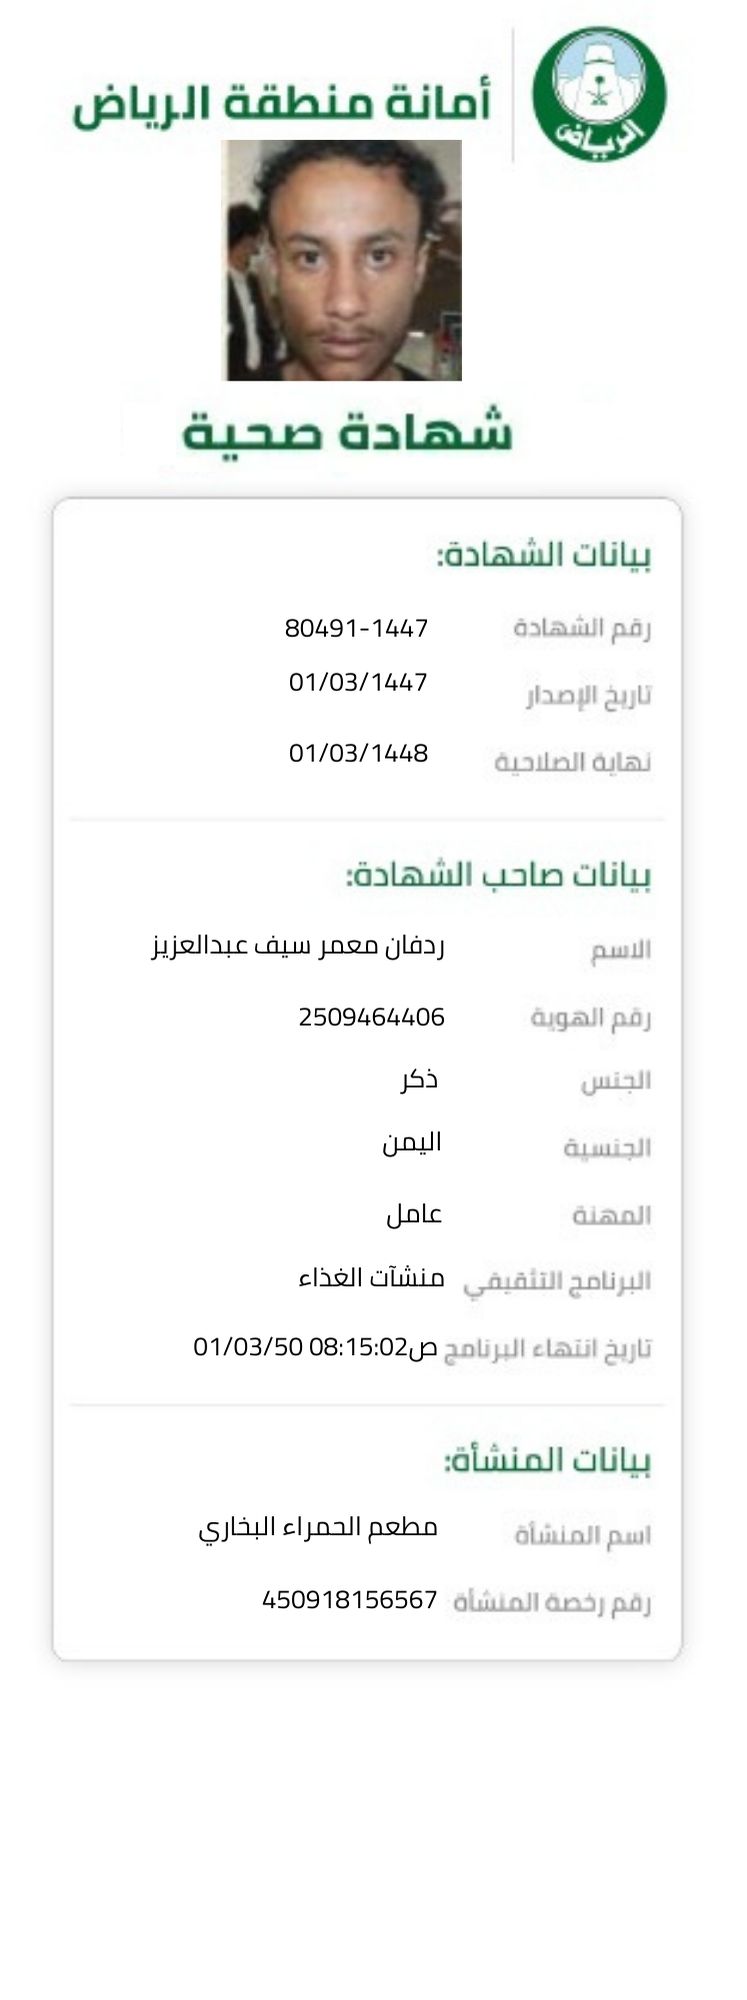 أمانة منطقة الرياض
الرياض
شهادة صحية
بيانات الشهادة:
رقم الشهادة 80491-1447
تاريخ الإصدار 01/03/1447
نهاية الصلاحية 01/03/1448
بيانات صاحب الشهادة:
الاسم ردفان معمر سيف عبدالعزيز
رقم الهوية 2509464406
الجنس ذكر
الجنسية اليمن
المهنة عامل
البرنامج التثقيفي منشآت الغذاء
تاريخ انتهاء البرنامج ص08:15:02 01/03/50
بيانات المنشأة:
اسم المنشأة مطعم الحمراء البخاري
رقم رخصة المنشأة 450918156567